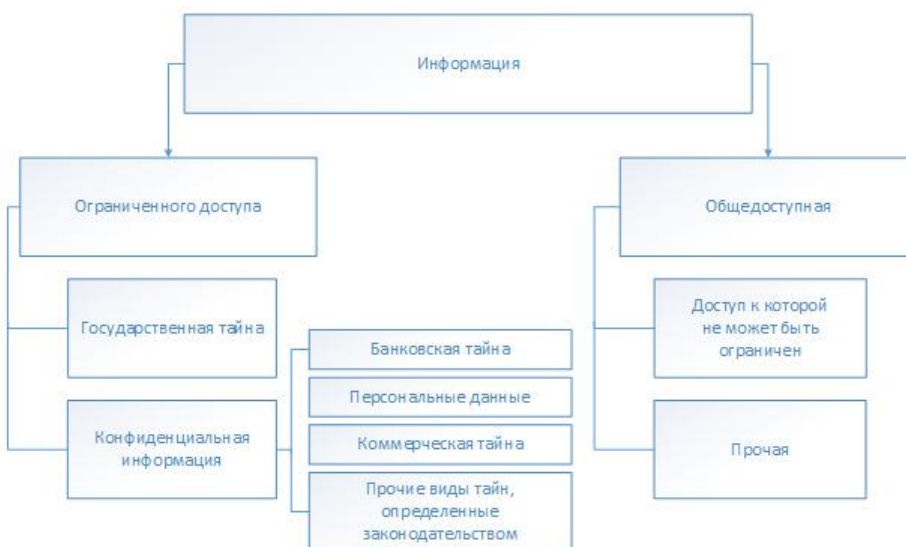 Информация
Ограниченного доступа
Общедоступная
Государственная тайна
Доступ к которой
не может быть
ограничен
Банковская тайна
Персональные данные
Конфиденциальная
информация
Коммерческая тайна
Прочая
Прочие виды тайн,
определенные
законодательством